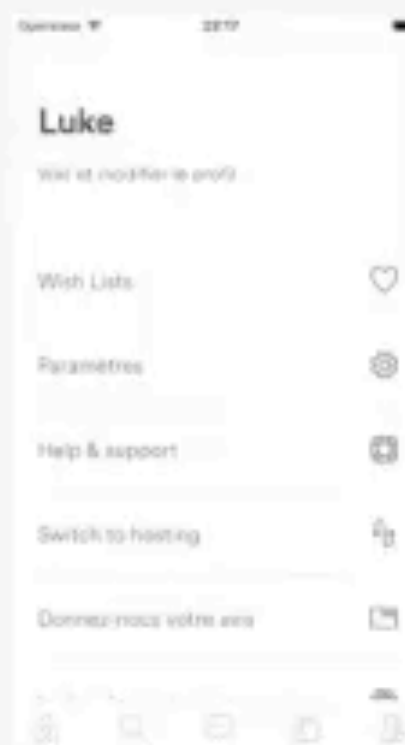 Luke
Voir et modifier le profil
Wish Lists
Paramètres
Help & support
Switch to hosting
Donnez-nous votre avis